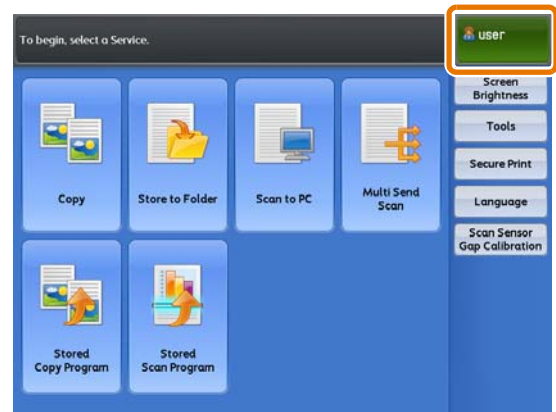 To begin, select a Service.
user
Screen
Brightness
Tools
Secure Print
Language
Scan Sensor
Gap Calibration
Copy
Store to Folder
Scan to PC
Multi Send
Scan
Stored
Copy Program
Stored
Scan Program